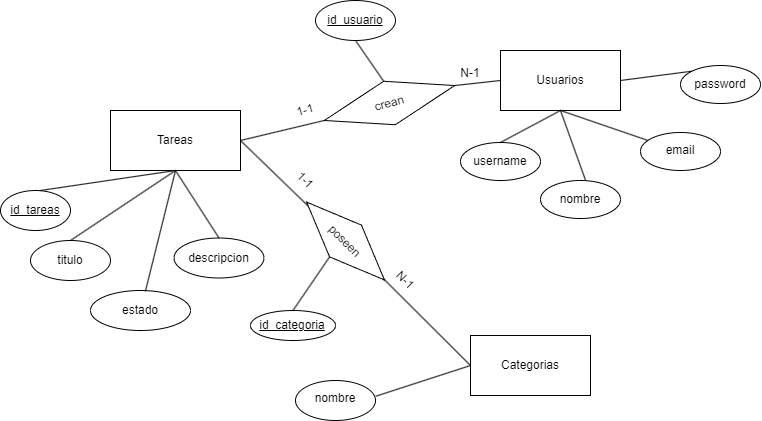 id_usuario
N-1
Usuarios
password
1-1
crean
Tareas
username
email
nombre
1-1
id_tareas
titulo
descripcion
poseen
estado
N-1
id_categoria
Categorias
nombre